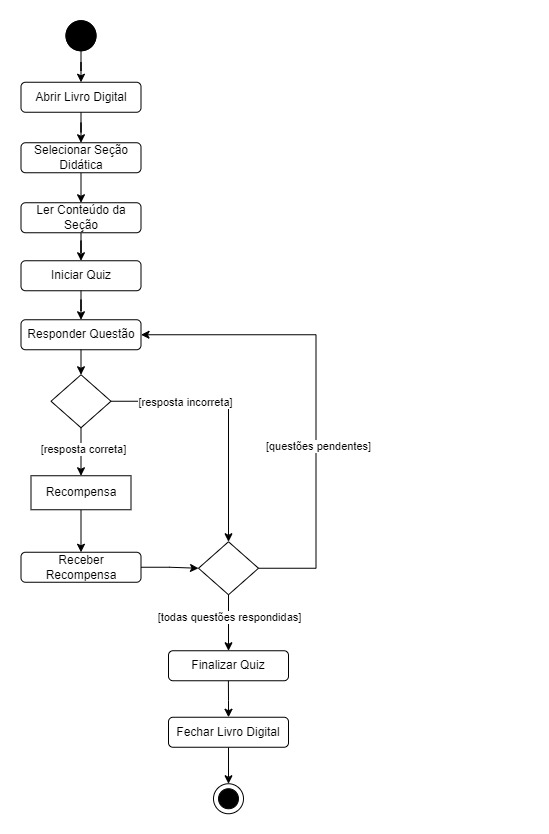 Abrir Livro Digital
Selecionar Seção
Didática
Ler Conteúdo da
Seção
Iniciar Quiz
Responder Questão
[resposta incorreta]
[questões pendentes]
[resposta correta]
Recompensa
Receber
Recompensa
[todas questões respondidas]
Finalizar Quiz
Fechar Livro Digital